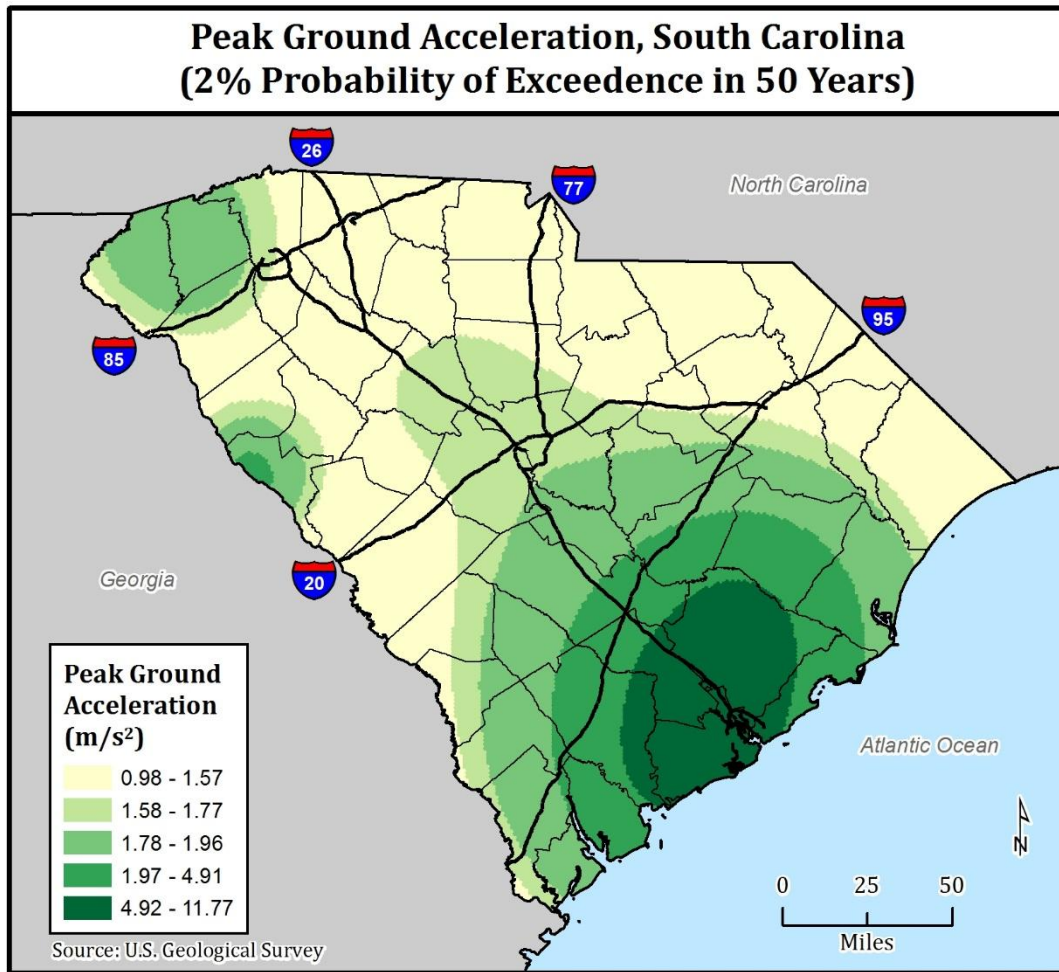 Peak Ground Acceleration, South Carolina
(2% Probability of Exceedence in 50 Years)
26
77
North Carolina
95
85
20
Georgia
Atlantic Ocean
Peak Ground
Acceleration
(m/s²)
0.98 - 1.57
1.58 - 1.77
1.78 - 1.96
1.97 - 4.91
4.92 - 11.77
Source: U.S. Geological Survey
N
0 25 50
Miles